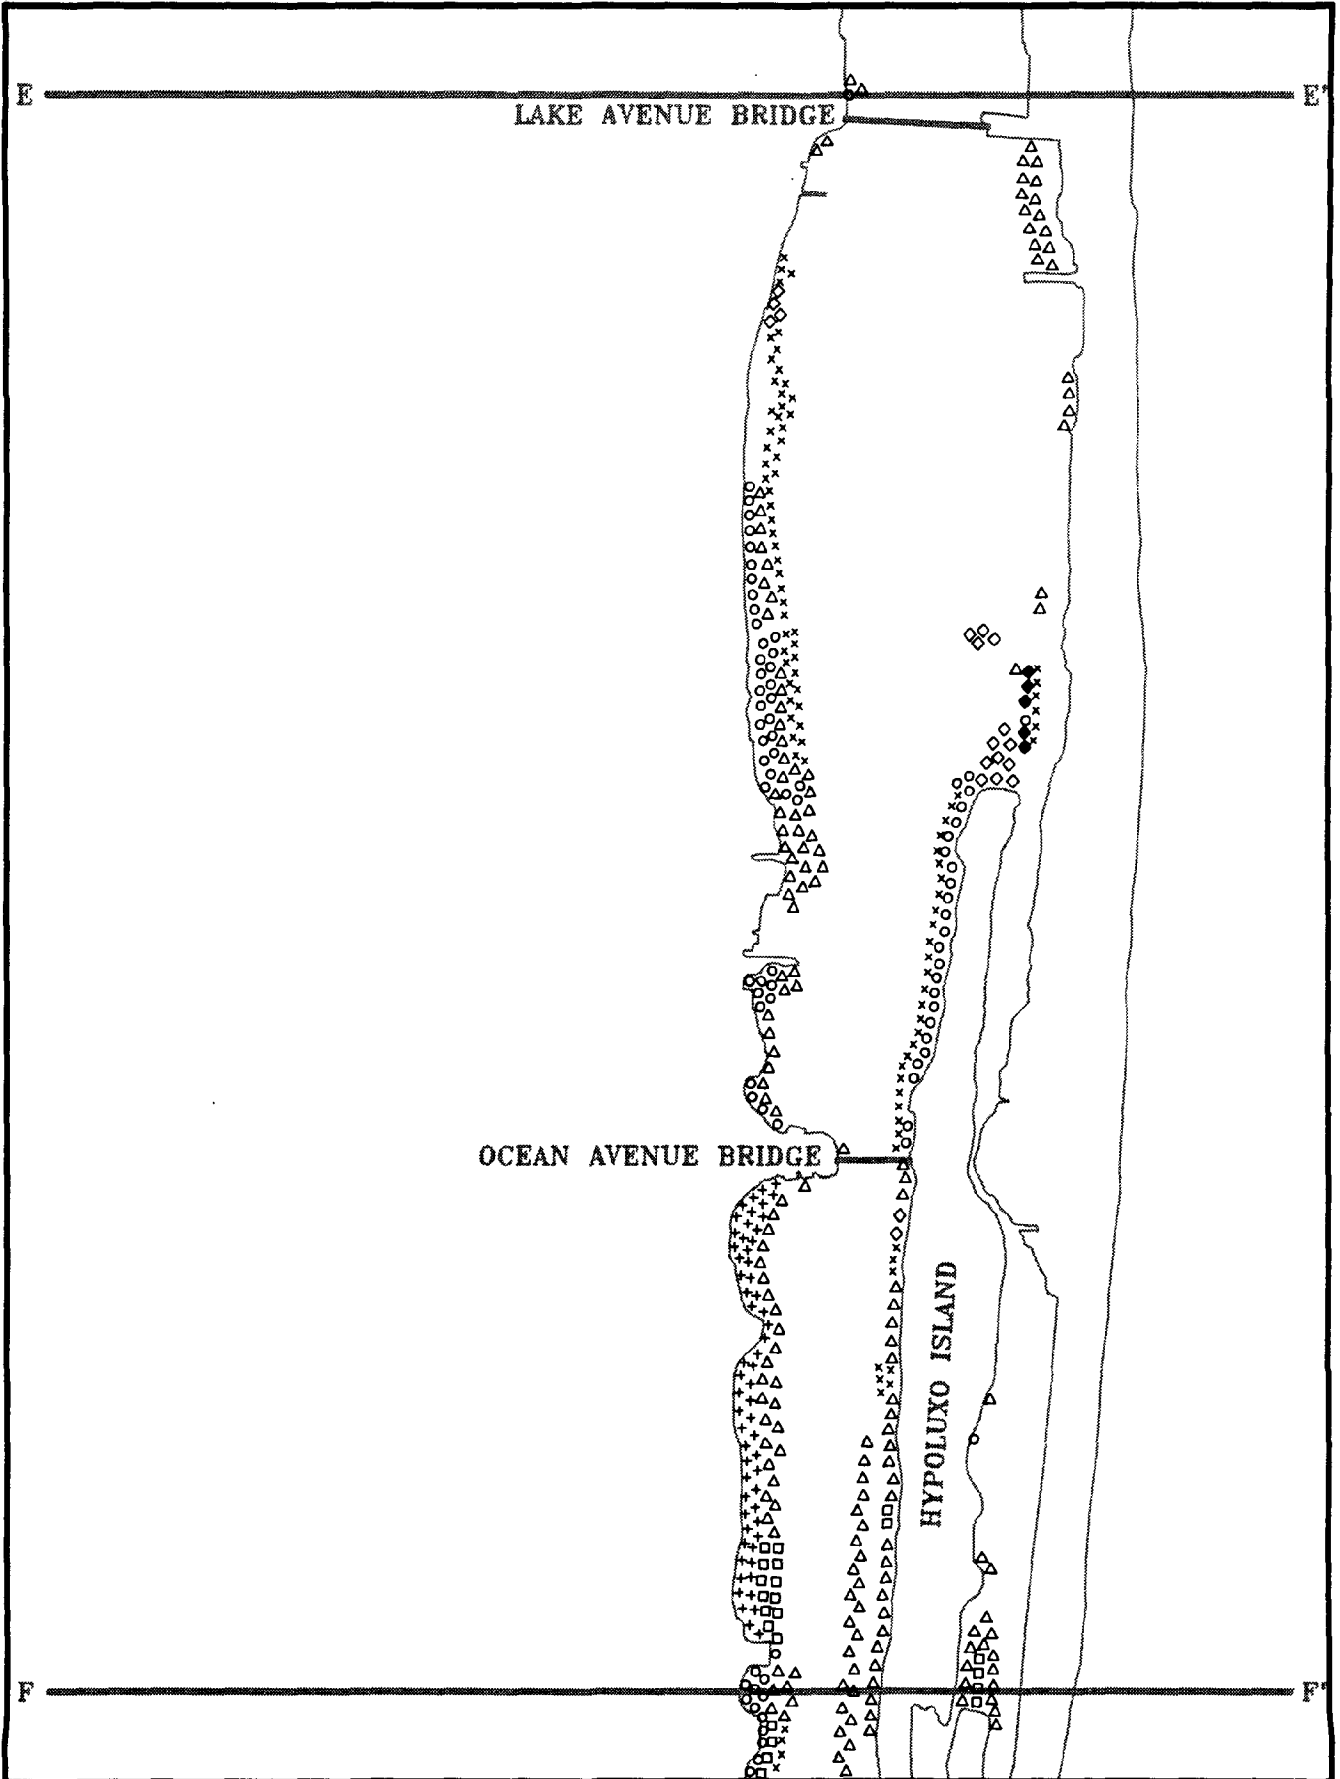 E E'
LAKE AVENUE BRIDGE
OCEAN AVENUE BRIDGE
HYPOLUXO ISLAND
F F'